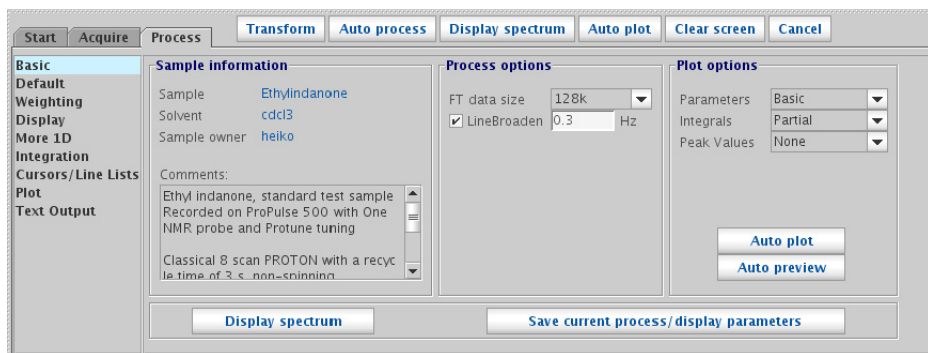 Start Acquire Process Transform Auto process Display spectrum Auto plot Clear screen Cancel
Basic
Default
Weighting
Display
More 1D
Integration
Cursors/Line Lists
Plot
Text Output
Sample information
Sample Ethylindanone
Solvent cdcl3
Sample owner heiko
Comments:
Ethyl indanone, standard test sample
Recorded on ProPulse 500 with One
NMR probe and Protune tuning
Classical 8 scan PROTON with a recyc
le time of 3 s, non-spinning
Process options
FT data size 128k
LineBroaden 0.3 Hz
Plot options
Parameters Basic
Integrals Partial
Peak Values None
Auto plot
Auto preview
Display spectrum
Save current process/display parameters